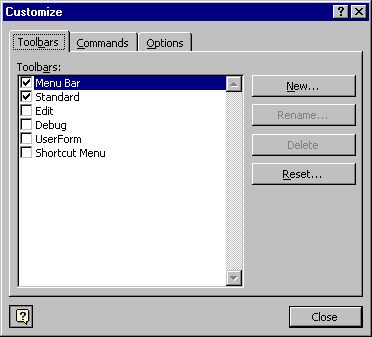 Customize
Toolbars Commands Options
Toolbars:
Menu Bar
Standard
Edit
Debug
UserForm
Shortcut Menu
New...
Rename...
Delete
Reset...
Close